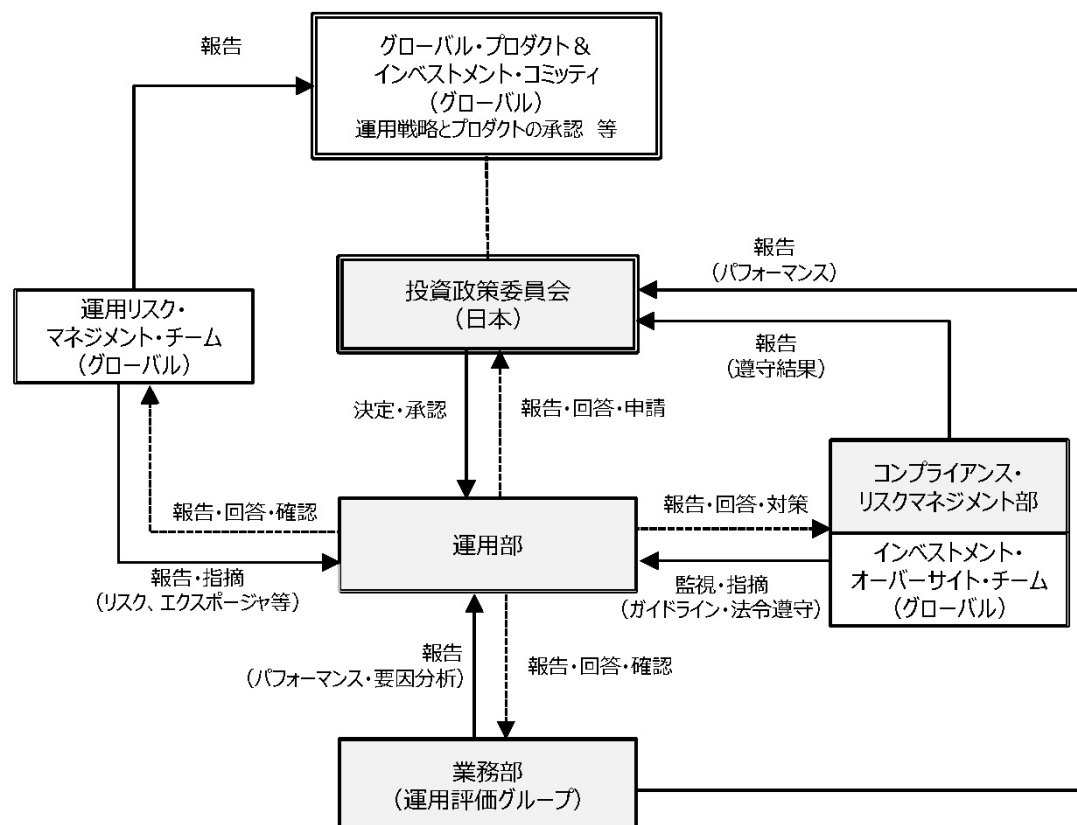 報告
グローバル・プロダクト＆
インベストメント・コミッティ
（グローバル）
運用戦略とプロダクトの承認　等
報告
（パフォーマンス）
投資政策委員会
（日本）
運用リスク・
マネジメント・チーム
（グローバル）
報告
（遵守結果）
決定・承認
報告・回答・申請
コンプライアンス・
リスクマネジメント部
報告・回答・確認
運用部
報告・回答・対策
インベストメント・
オーバーサイト・チーム
（グローバル）
報告・指摘
（リスク、エクスポージャ等）
監視・指摘
（ガイドライン・法令遵守）
報告
（パフォーマンス・要因分析）
報告・回答・確認
業務部
（運用評価グループ）